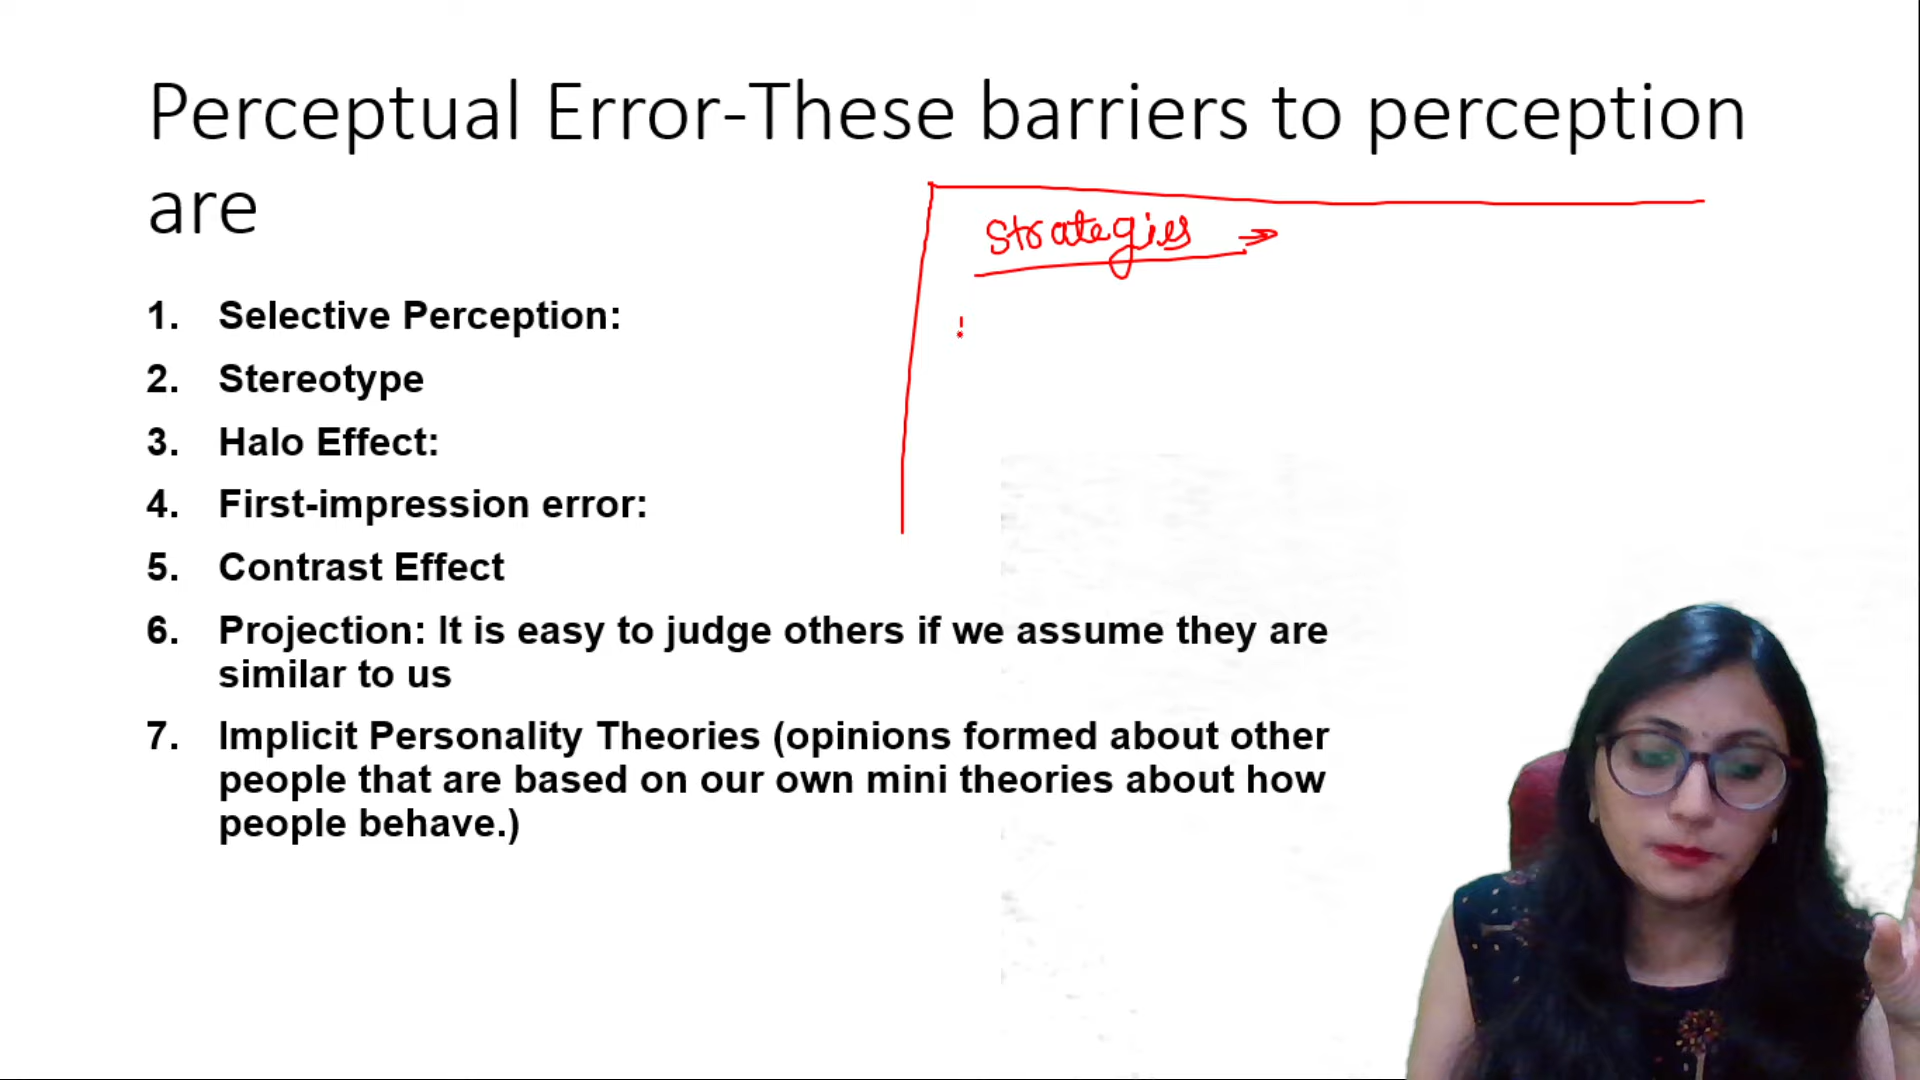 Perceptual Error-These barriers to perception
are
Strategies
1. Selective Perception:
2. Stereotype
3. Halo Effect:
4. First-impression error:
5. Contrast Effect
6. Projection: It is easy to judge others if we assume they are
similar to us
7. Implicit Personality Theories (opinions formed about other
people that are based on our own mini theories about how
people behave.)